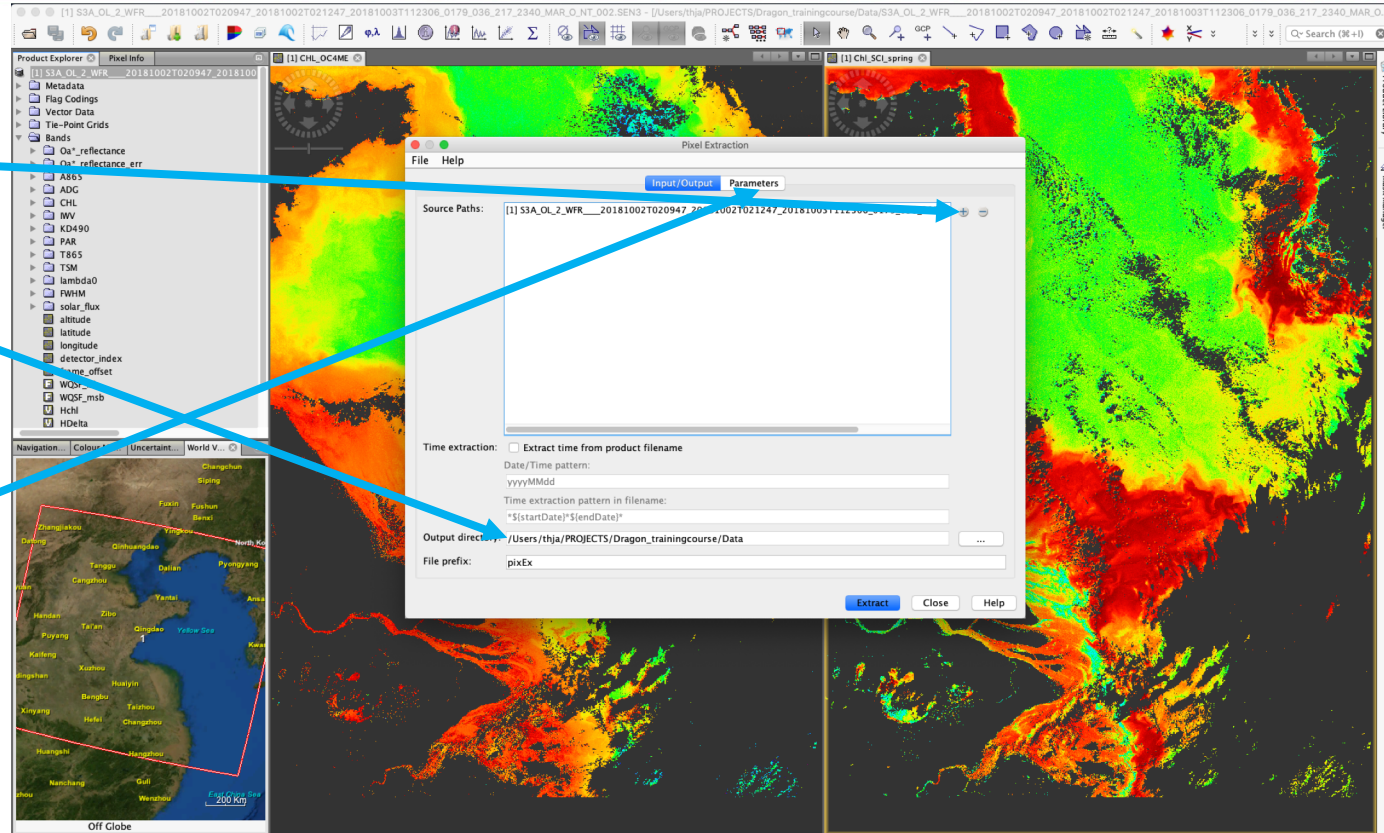 [1] S3A_OL_2_WFR____20181002T020947_20181002T021247_20181003T112306_0179_036_217_2340_MAR_O_NT_002.SEN3 - [/Users/thja/PROJECTS/Dragon_trainingcourse/Data/S3A_OL_2_WFR____20181002T020947_20181002T021247_20181003T112306_0179_036_217_2340_MAR_O
φ,λ
Σ
GCP
Search (⌘+I)
Product Explorer
Pixel Info
[1] S3A_OL_2_WFR____20181002T020947_2018100
Metadata
Flag Codings
Vector Data
Tie-Point Grids
Bands
Oa*_reflectance
Oa*_reflectance_err
A865
ADG
CHL
IWV
KD490
PAR
T865
TSM
lambda0
FWHM
solar_flux
altitude
latitude
longitude
detector_index
frame_offset
WQSF_
WQSF_msb
Hchl
HDelta
[1] CHL_OC4ME
[1] Chl_SCI_spring
Pixel Extraction
File Help
Input/Output Parameters
Source Paths:
[1] S3A_OL_2_WFR____20181002T020947_20181002T021247_20181003T112306_0179
Time extraction:
Extract time from product filename
Date/Time pattern:
yyyyMMdd
Time extraction pattern in filename:
*${startDate}*${endDate}*
Output directory:
/Users/thja/PROJECTS/Dragon_trainingcourse/Data
...
File prefix:
pixEx
Extract
Close
Help
Navigation...
Colour
Uncertaint...
World V...
Changchun
Siping
Fuxin
Fushun
Benxi
Zhangjiakou
Yingkou
Datong
Qinhuangdao
North Ko
Tanggu
Dalian
Pyongyang
Cangzhou
Yantai
Ansa
Handan
Zibo
Tai'an
Qingdao
Yellow Sea
Puyang
1
Kaifeng
Xuzhou
dingshan
Huaiyin
Bengbu
Taizhou
Xinyang
Hefei
Changzhou
Huangshi
Hangzhou
Nanchang
Guli
Wenzhou
East China Sea
200 Km
Off Globe